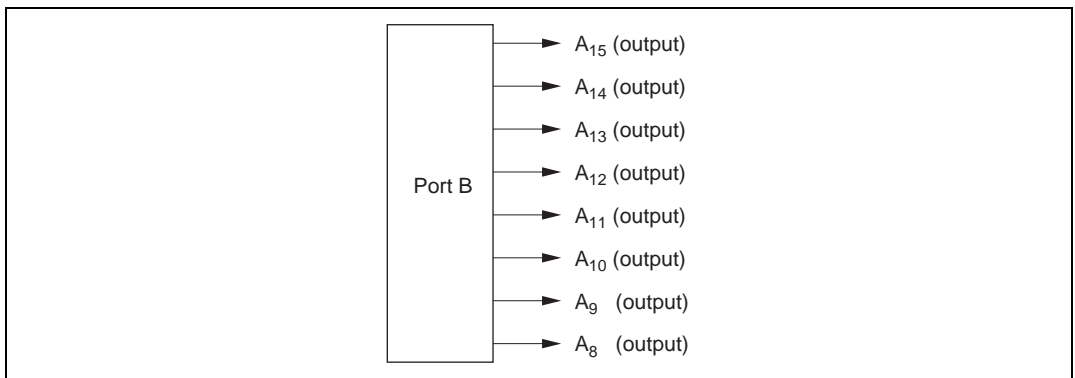 A15 (output)
A14 (output)
A13 (output)
A12 (output)
Port B
A11 (output)
A10 (output)
A9 (output)
A8 (output)